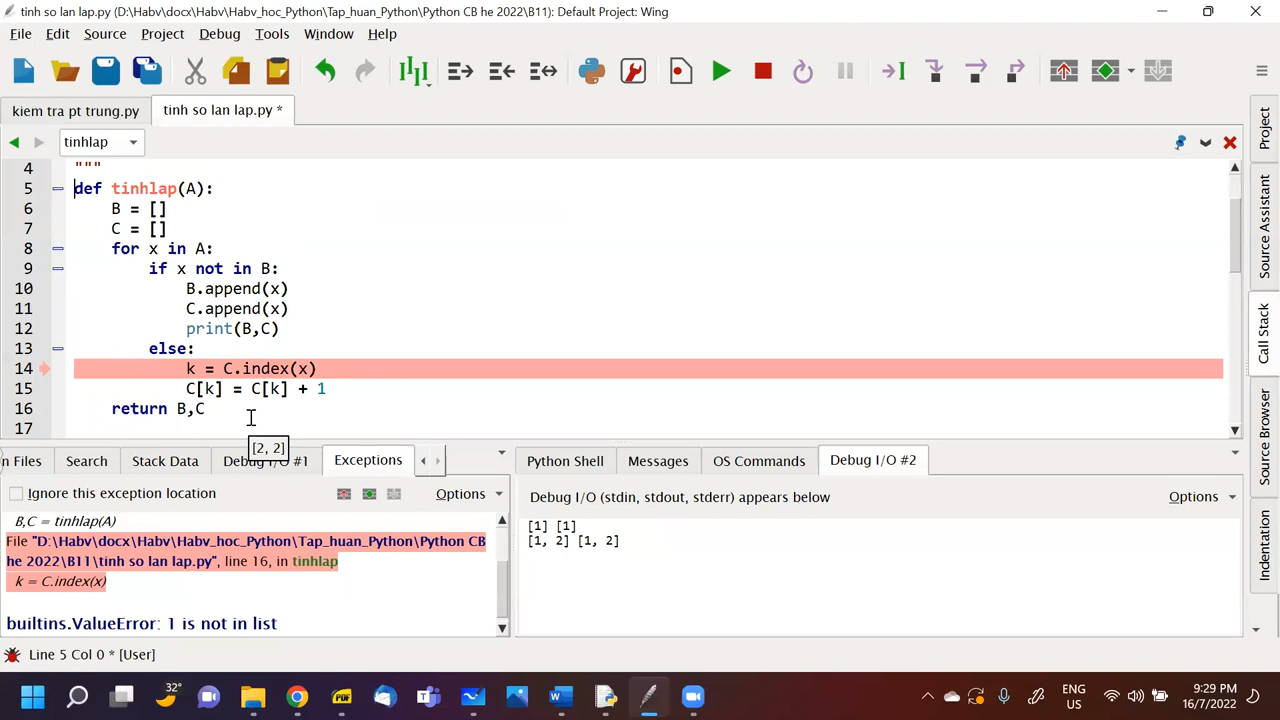 tinh so lan lap.py (D:\Habv\docx\Habv\Habv_hoc_Python\Tap_huan_Python\Python CB he 2022\B11): Default Project: Wing
File Edit Source Project Debug Tools Window Help
kiem tra pt trung.py tinh so lan lap.py *
tinhlap
4 """
5 def tinhlap(A):
6 B = []
7 C = []
8 for x in A:
9 if x not in B:
10 B.append(x)
11 C.append(x)
12 print(B,C)
13 else:
14 k = C.index(x)
15 C[k] = C[k] + 1
16 return B,C
17
[2, 2]
Project
Source Assistant
Call Stack
Source Browser
Indentation
n Files Search Stack Data Debug I/O #1 Exceptions
Ignore this exception location Options
B,C = tinhlap(A)
File "D:\Habv\docx\Habv\Habv_hoc_Python\Tap_huan_Python\Python CB
he 2022\B11\tinh so lan lap.py", line 16, in tinhlap
k = C.index(x)
builtins.ValueError: 1 is not in list
Python Shell Messages OS Commands Debug I/O #2
Debug I/O (stdin, stdout, stderr) appears below Options
[1] [1]
[1, 2] [1, 2]
Line 5 Col 0 * [User]
32°
PDF
ENG
US
9:29 PM
16/7/2022